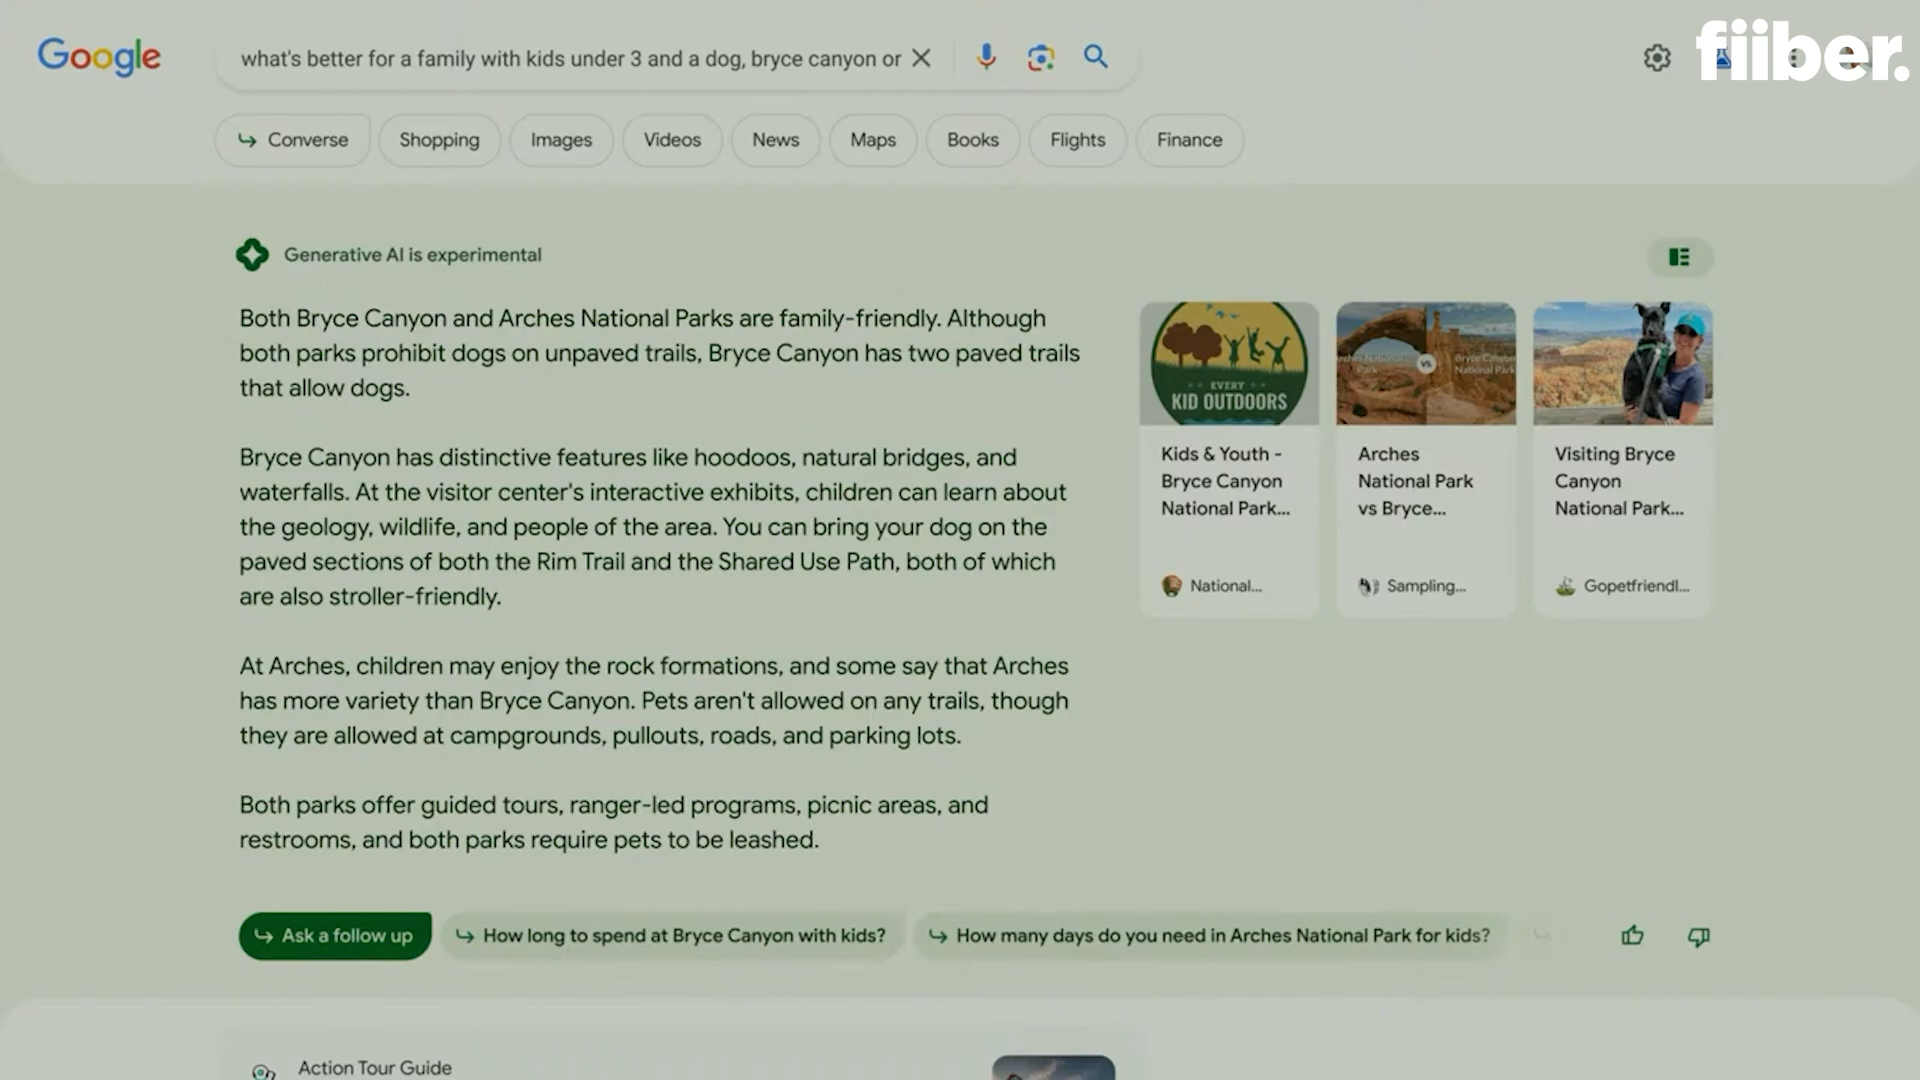 Google
what's better for a family with kids under 3 and a dog, bryce canyon or
fiiber.
Converse
Shopping
Images
Videos
News
Maps
Books
Flights
Finance
Generative AI is experimental
Both Bryce Canyon and Arches National Parks are family-friendly. Although
both parks prohibit dogs on unpaved trails, Bryce Canyon has two paved trails
that allow dogs.
Bryce Canyon has distinctive features like hoodoos, natural bridges, and
waterfalls. At the visitor center's interactive exhibits, children can learn about
the geology, wildlife, and people of the area. You can bring your dog on the
paved sections of both the Rim Trail and the Shared Use Path, both of which
are also stroller-friendly.
At Arches, children may enjoy the rock formations, and some say that Arches
has more variety than Bryce Canyon. Pets aren't allowed on any trails, though
they are allowed at campgrounds, pullouts, roads, and parking lots.
Both parks offer guided tours, ranger-led programs, picnic areas, and
restrooms, and both parks require pets to be leashed.
EVERY
KID OUTDOORS
Kids & Youth -
Bryce Canyon
National Park...
National...
Arches National
Park
VS
Bryce Canyon
National Park
Arches
National Park
vs Bryce...
Sampling...
Visiting Bryce
Canyon
National Park...
Gopetfriendl...
Ask a follow up
How long to spend at Bryce Canyon with kids?
How many days do you need in Arches National Park for kids?
Action Tour Guide